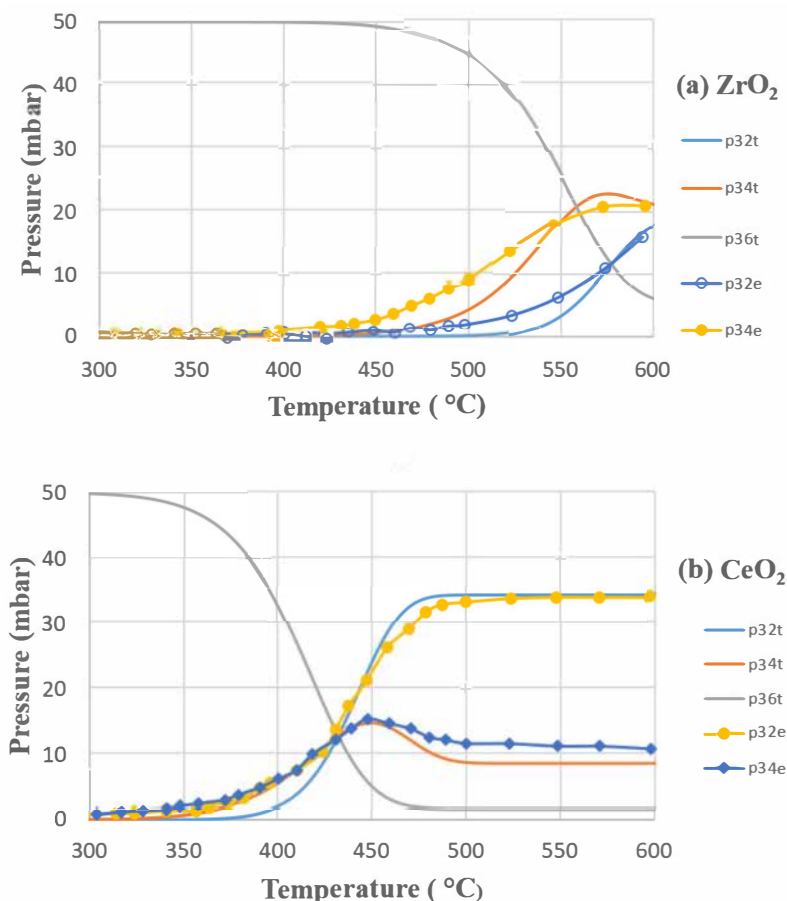 50
40
30
20
10
0
Pressure (mbar)
300 350 400 450 500 550 600
Temperature ( °C)
(a) ZrO₂
p32t
p34t
p36t
p32e
p34e
50
40
30
20
10
0
Pressure (mbar)
300 350 400 450 500 550 600
Temperature ( °C)
(b) CeO₂
p32t
p34t
p36t
p32e
p34e